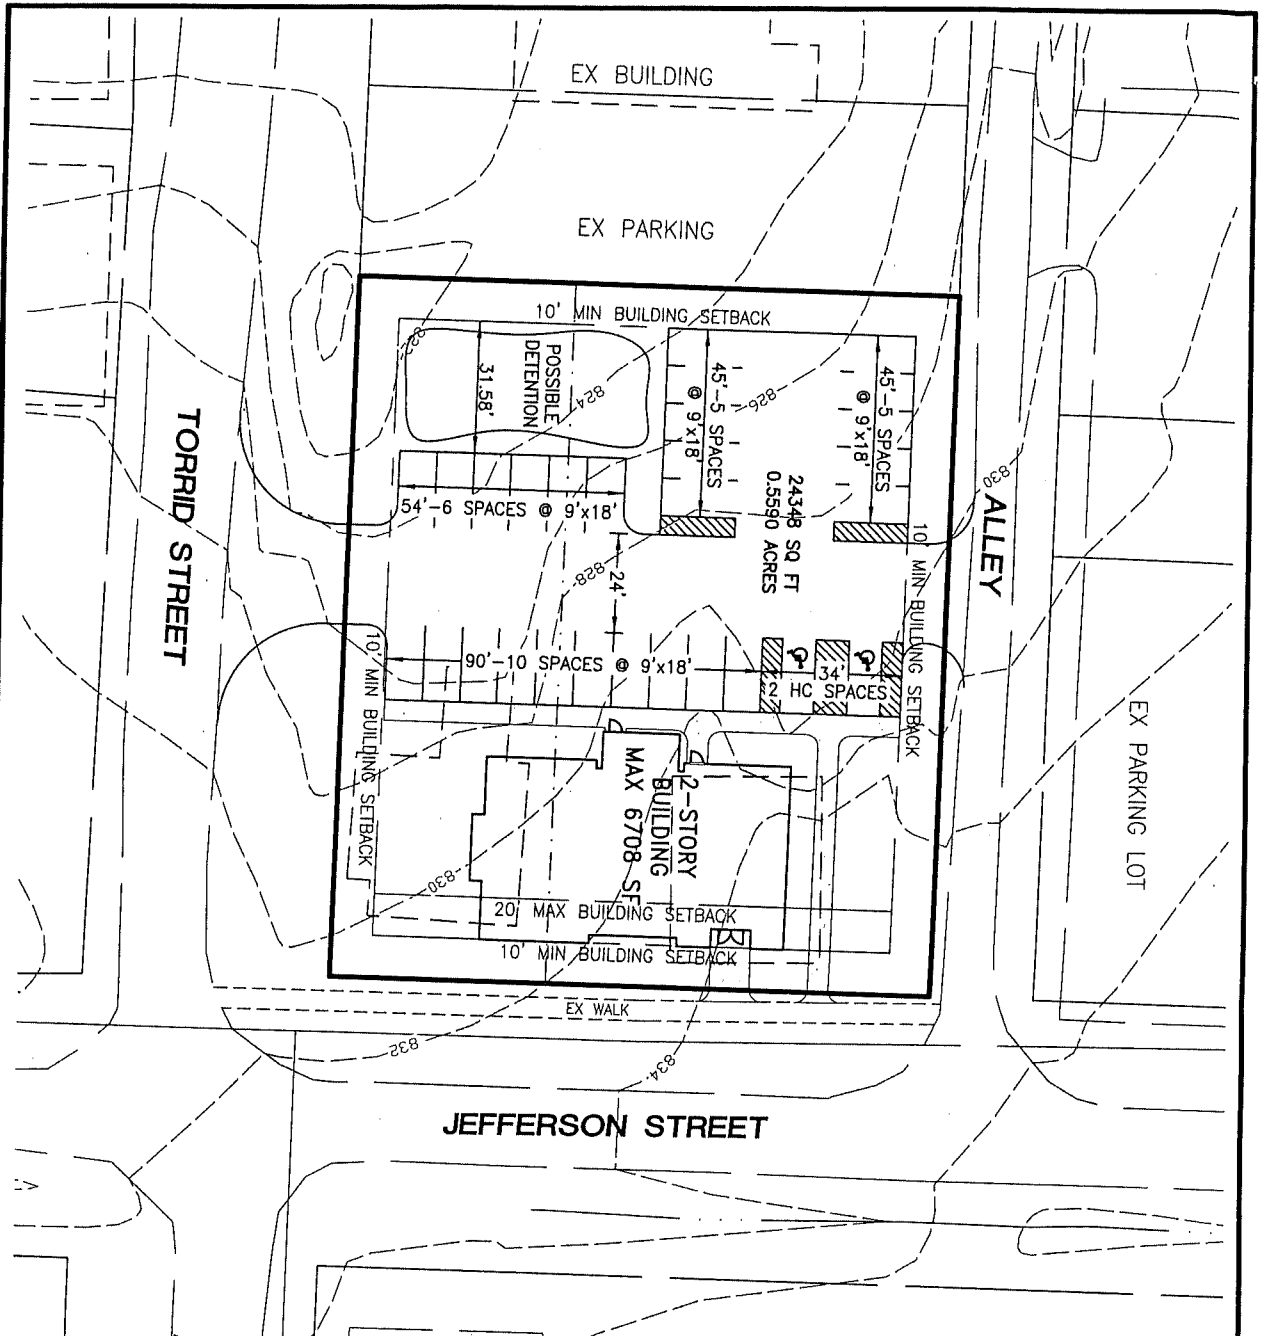 EX BUILDING
EX PARKING
10' MIN BUILDING SETBACK
822
POSSIBLE
DETENTION
31.58'
824
45'-5 SPACES
@ 9'x18'
826
45'-5 SPACES
@ 9'x18'
830
54'-6 SPACES @ 9'x18'
24348 SQ FT
0.5590 ACRES
TORRID STREET
ALLEY
10' MIN BUILDING SETBACK
828
24'
10' MIN BUILDING SETBACK
90'-10 SPACES @ 9'x18'
34'
2 HC SPACES
EX PARKING LOT
2-STORY
BUILDING
MAX 6708 SF
830
20' MAX BUILDING SETBACK
10' MIN BUILDING SETBACK
EX WALK
832
834
JEFFERSON STREET